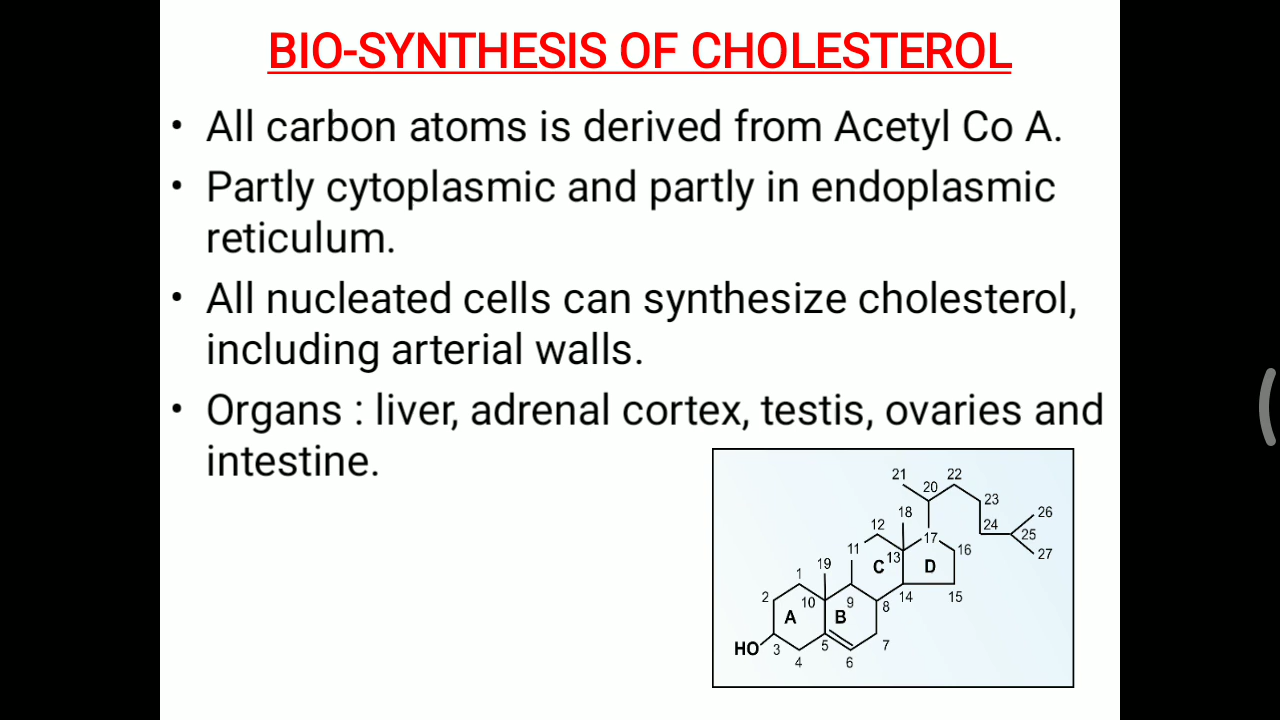 BIO-SYNTHESIS OF CHOLESTEROL
• All carbon atoms is derived from Acetyl Co A.
• Partly cytoplasmic and partly in endoplasmic
reticulum.
• All nucleated cells can synthesize cholesterol,
including arterial walls.
• Organs : liver, adrenal cortex, testis, ovaries and
intestine.
21 22
20
23
18
26
12
24
17 25
11 13 16
27
19 C D
1
2 10 9 8 14 15
A B
HO 3 5 7
4 6